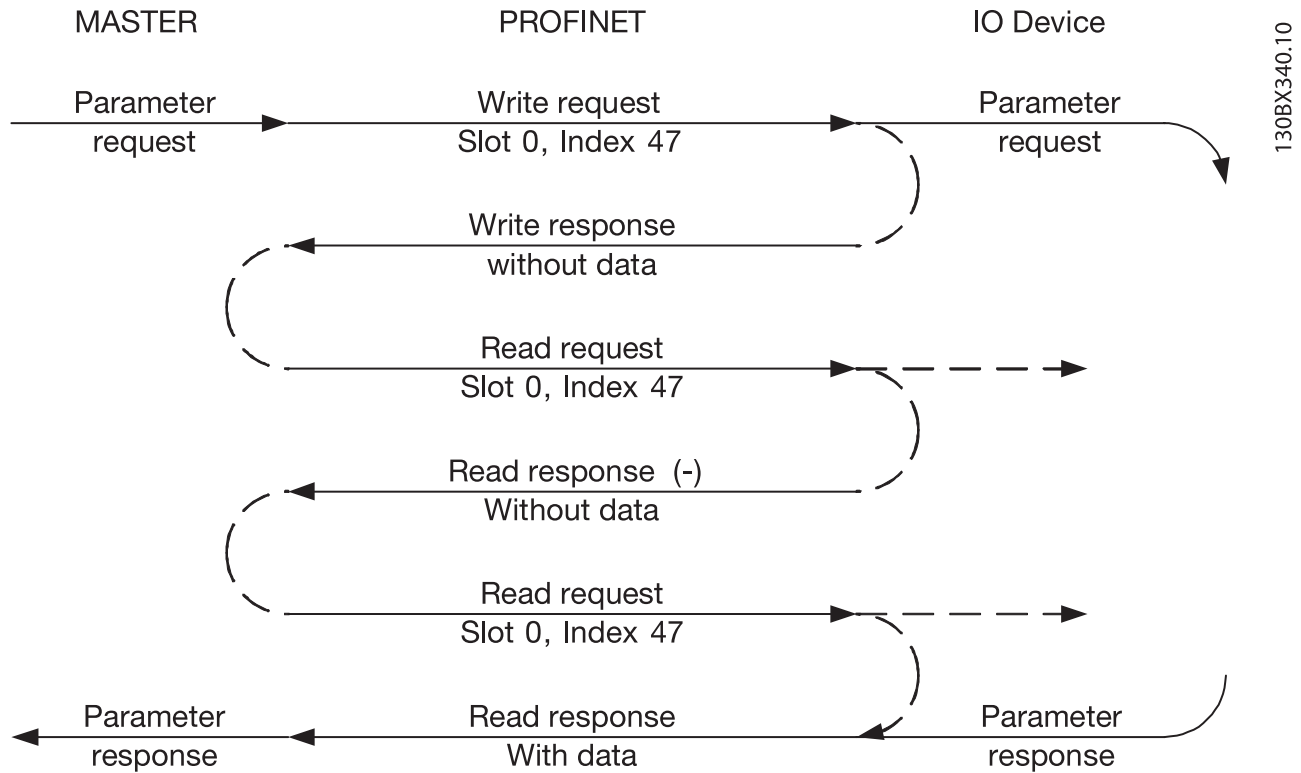 MASTER PROFINET IO Device
130BX340.10
Parameter Write request Parameter
request Slot 0, Index 47 request
Write response
without data
Read request
Slot 0, Index 47
Read response (-)
Without data
Read request
Slot 0, Index 47
Parameter Read response Parameter
response With data response